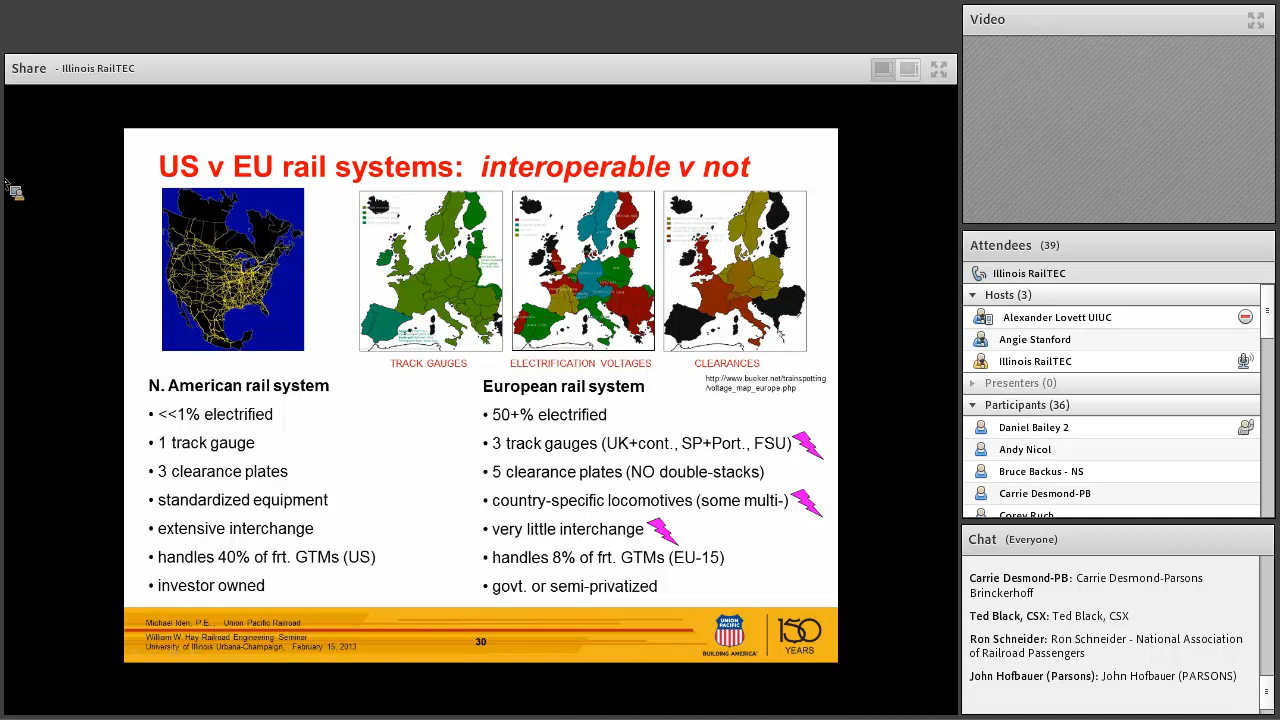 Video
Share - Illinois RailTEC
US v EU rail systems: interoperable v not
TRACK GAUGES
ELECTRIFICATION VOLTAGES
CLEARANCES
http://www.bueker.net/trainspotting
/voltage_map_europe.php
N. American rail system
• <<1% electrified
• 1 track gauge
• 3 clearance plates
• standardized equipment
• extensive interchange
• handles 40% of frt. GTMs (US)
• investor owned
European rail system
• 50+% electrified
• 3 track gauges (UK+cont., SP+Port., FSU)
• 5 clearance plates (NO double-stacks)
• country-specific locomotives (some multi-)
• very little interchange
• handles 8% of frt. GTMs (EU-15)
• govt. or semi-privatized
Michael Iden, P.E., Union Pacific Railroad
William W. Hay Railroad Engineering Seminar
University of Illinois Urbana-Champaign, February, 15, 2013
30
UNION
PACIFIC
BUILDING AMERICA
150
YEARS
Attendees (39)
Illinois RailTEC
Hosts (3)
Alexander Lovett UIUC
Angie Stanford
Illinois RailTEC
Presenters (0)
Participants (36)
Daniel Bailey 2
Andy Nicol
Bruce Backus - NS
Carrie Desmond-PB
Corey Ruch
Chat (Everyone)
Carrie Desmond-PB: Carrie Desmond-Parsons
Brinckerhoff
Ted Black, CSX: Ted Black, CSX
Ron Schneider: Ron Schneider - National Association
of Railroad Passengers
John Hofbauer (Parsons): John Hofbauer (PARSONS)